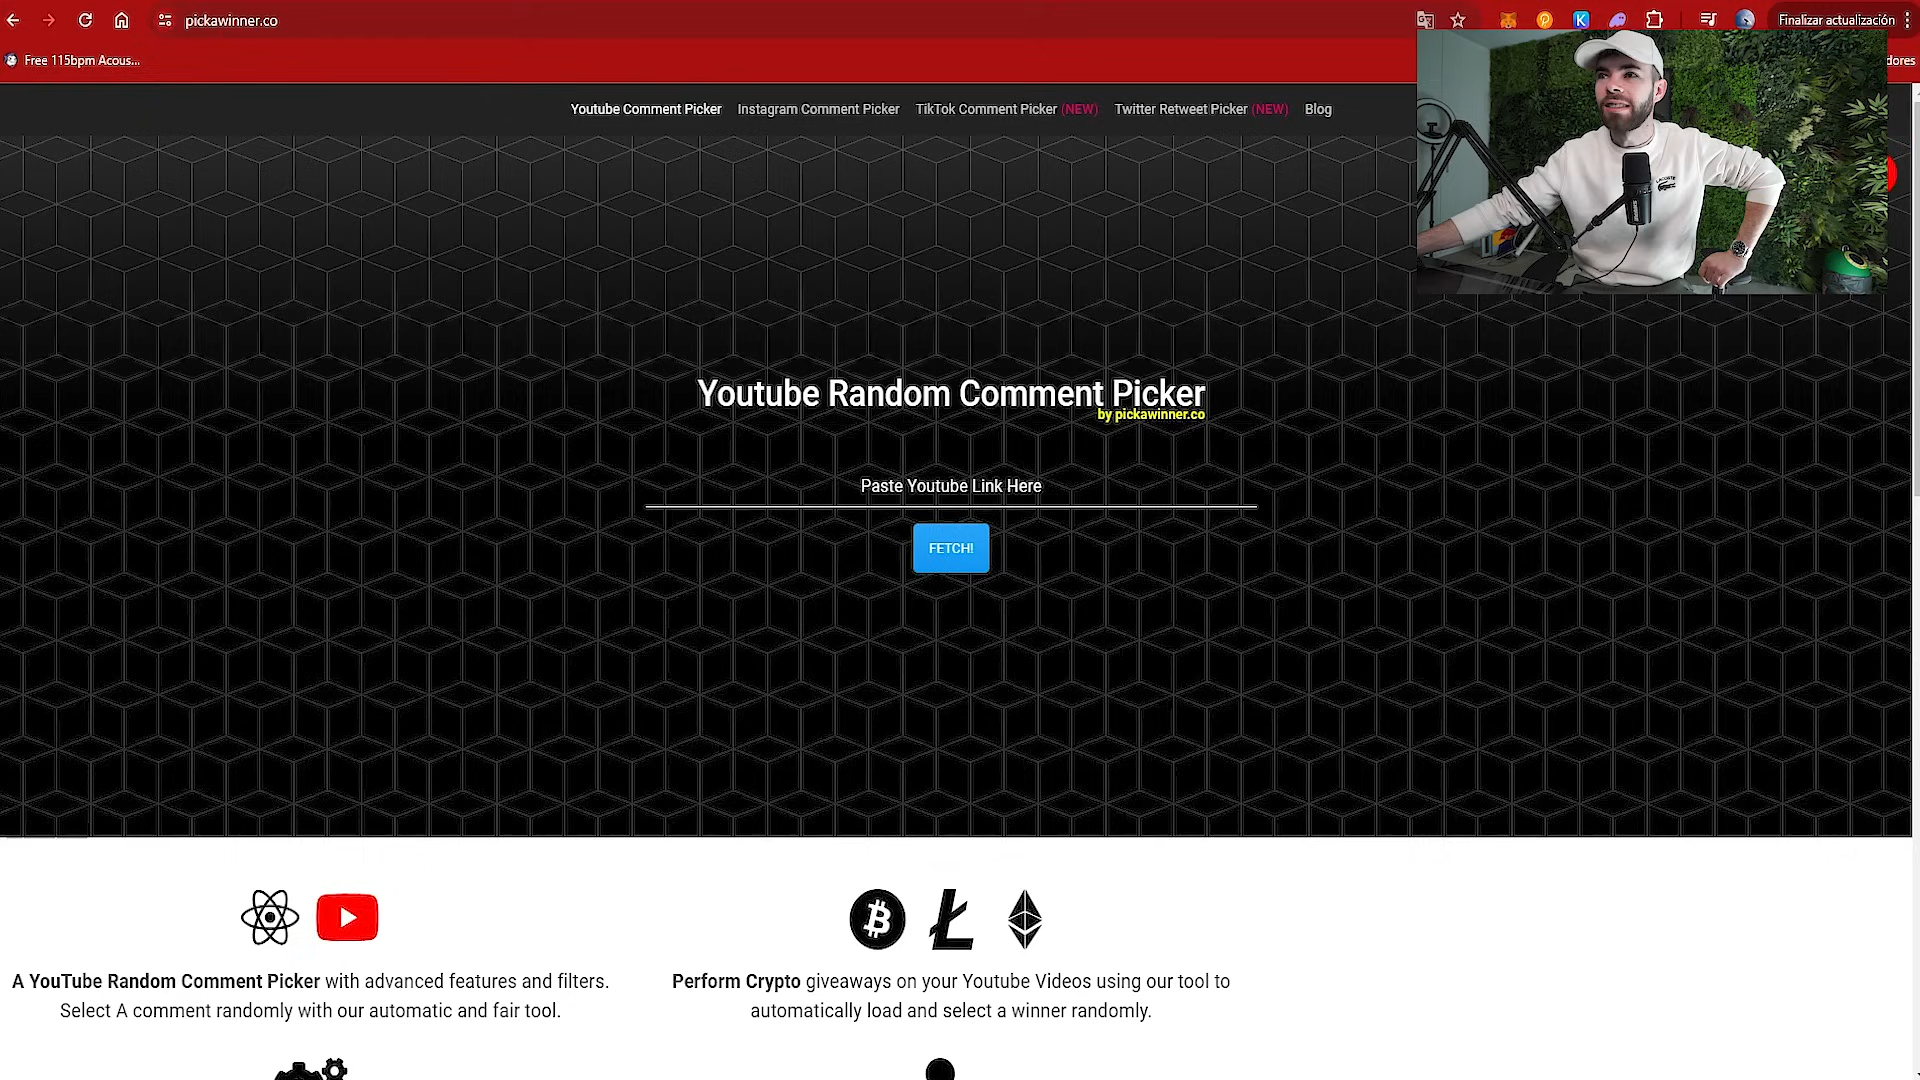 pickawinner.co
Finalizar actualización
Free 115bpm Acous...
dores
Youtube Comment Picker
Instagram Comment Picker
TikTok Comment Picker (NEW)
Twitter Retweet Picker (NEW)
Blog
LACOSTE
Youtube Random Comment Picker
by pickawinner.co
Paste Youtube Link Here
FETCH!
A YouTube Random Comment Picker with advanced features and filters.
Select A comment randomly with our automatic and fair tool.
Perform Crypto giveaways on your Youtube Videos using our tool to
automatically load and select a winner randomly.